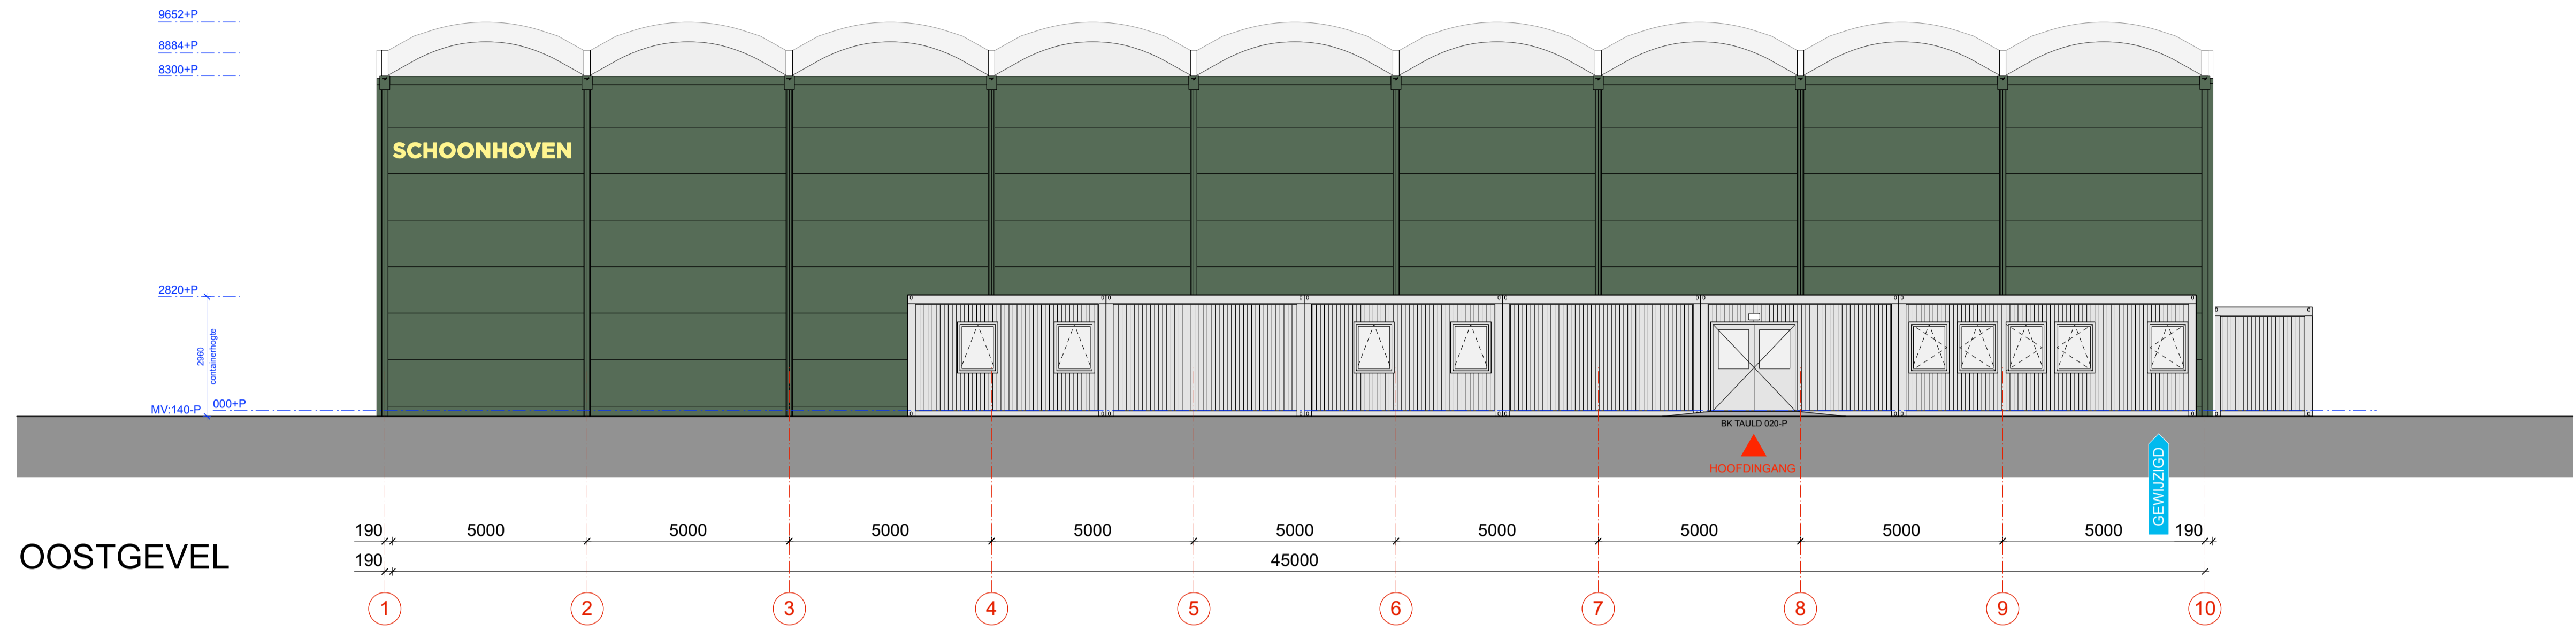 9652+P
8884+P
8300+P
SCHOONHOVEN
2820+P
2960
containerhogte
MV:140-P
000+P
BK TAULD 020-P
HOOFDINGANG
GEWIJZIGD
190 5000 5000 5000 5000 5000 5000 5000 5000 5000 190
OOSTGEVEL
190 45000
1 2 3 4 5 6 7 8 9 10